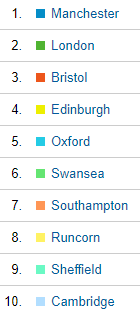 1. Manchester
2. London
3. Bristol
4. Edinburgh
5. Oxford
6. Swansea
7. Southampton
8. Runcorn
9. Sheffield
10. Cambridge